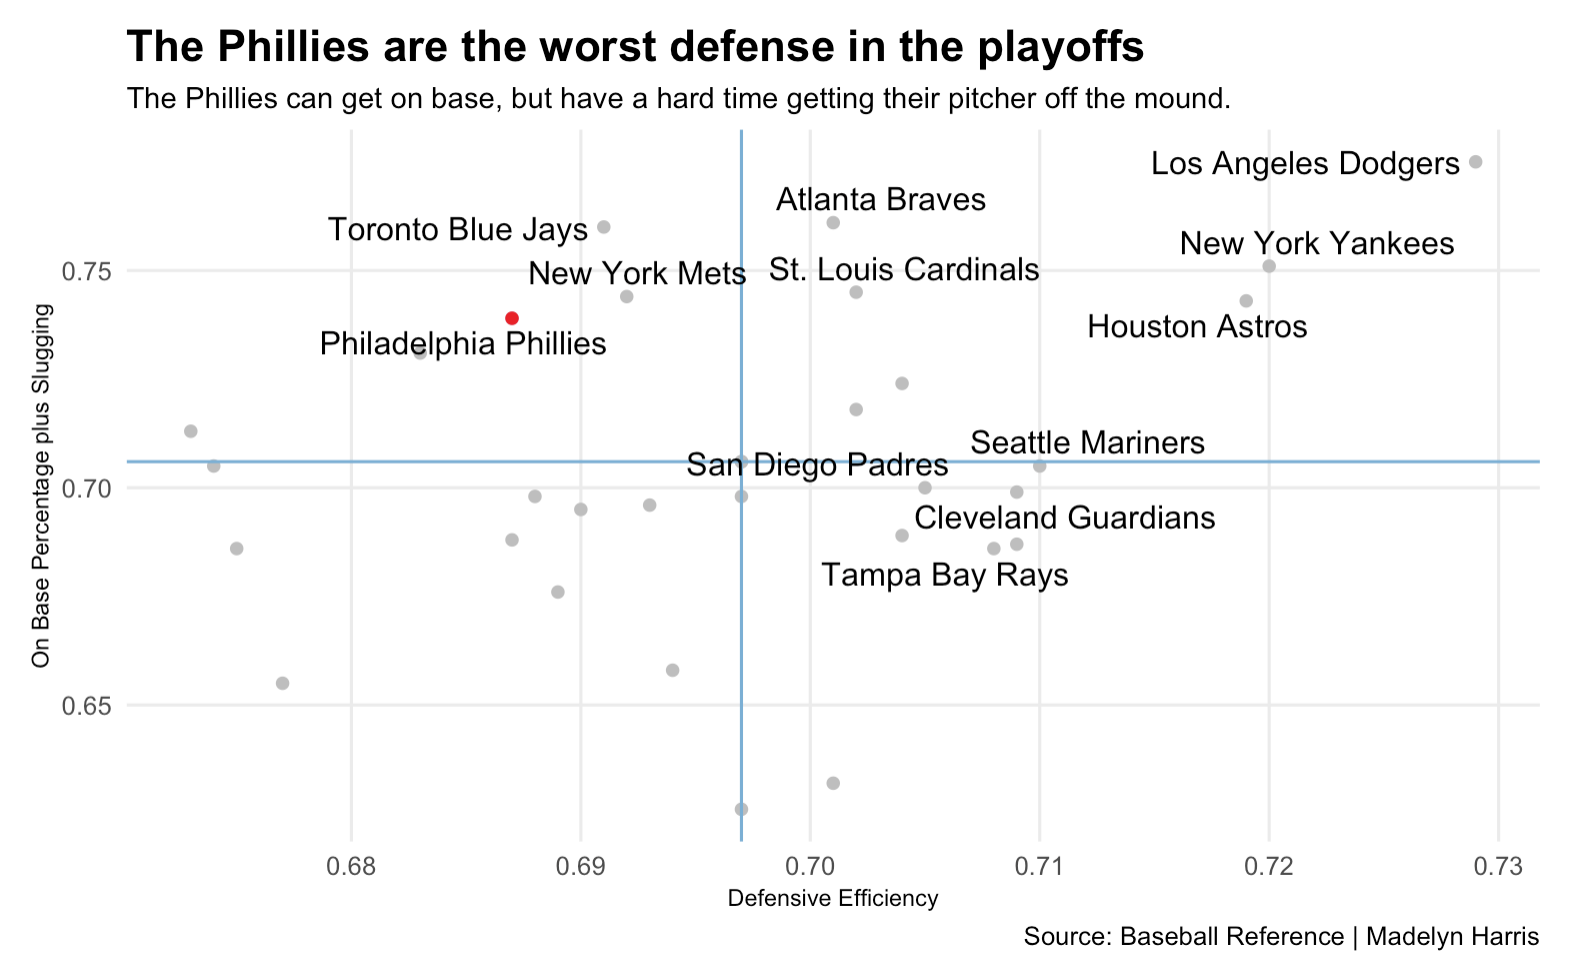 The Phillies are the worst defense in the playoffs
The Phillies can get on base, but have a hard time getting their pitcher off the mound.
Los Angeles Dodgers
Atlanta Braves
Toronto Blue Jays
New York Yankees
New York Mets
St. Louis Cardinals
0.75
Houston Astros
Philadelphia Phillies
Seattle Mariners
San Diego Padres
0.70
Cleveland Guardians
Tampa Bay Rays
0.65
On Base Percentage plus Slugging
0.68 0.69 0.70 0.71 0.72 0.73
Defensive Efficiency
Source: Baseball Reference | Madelyn Harris